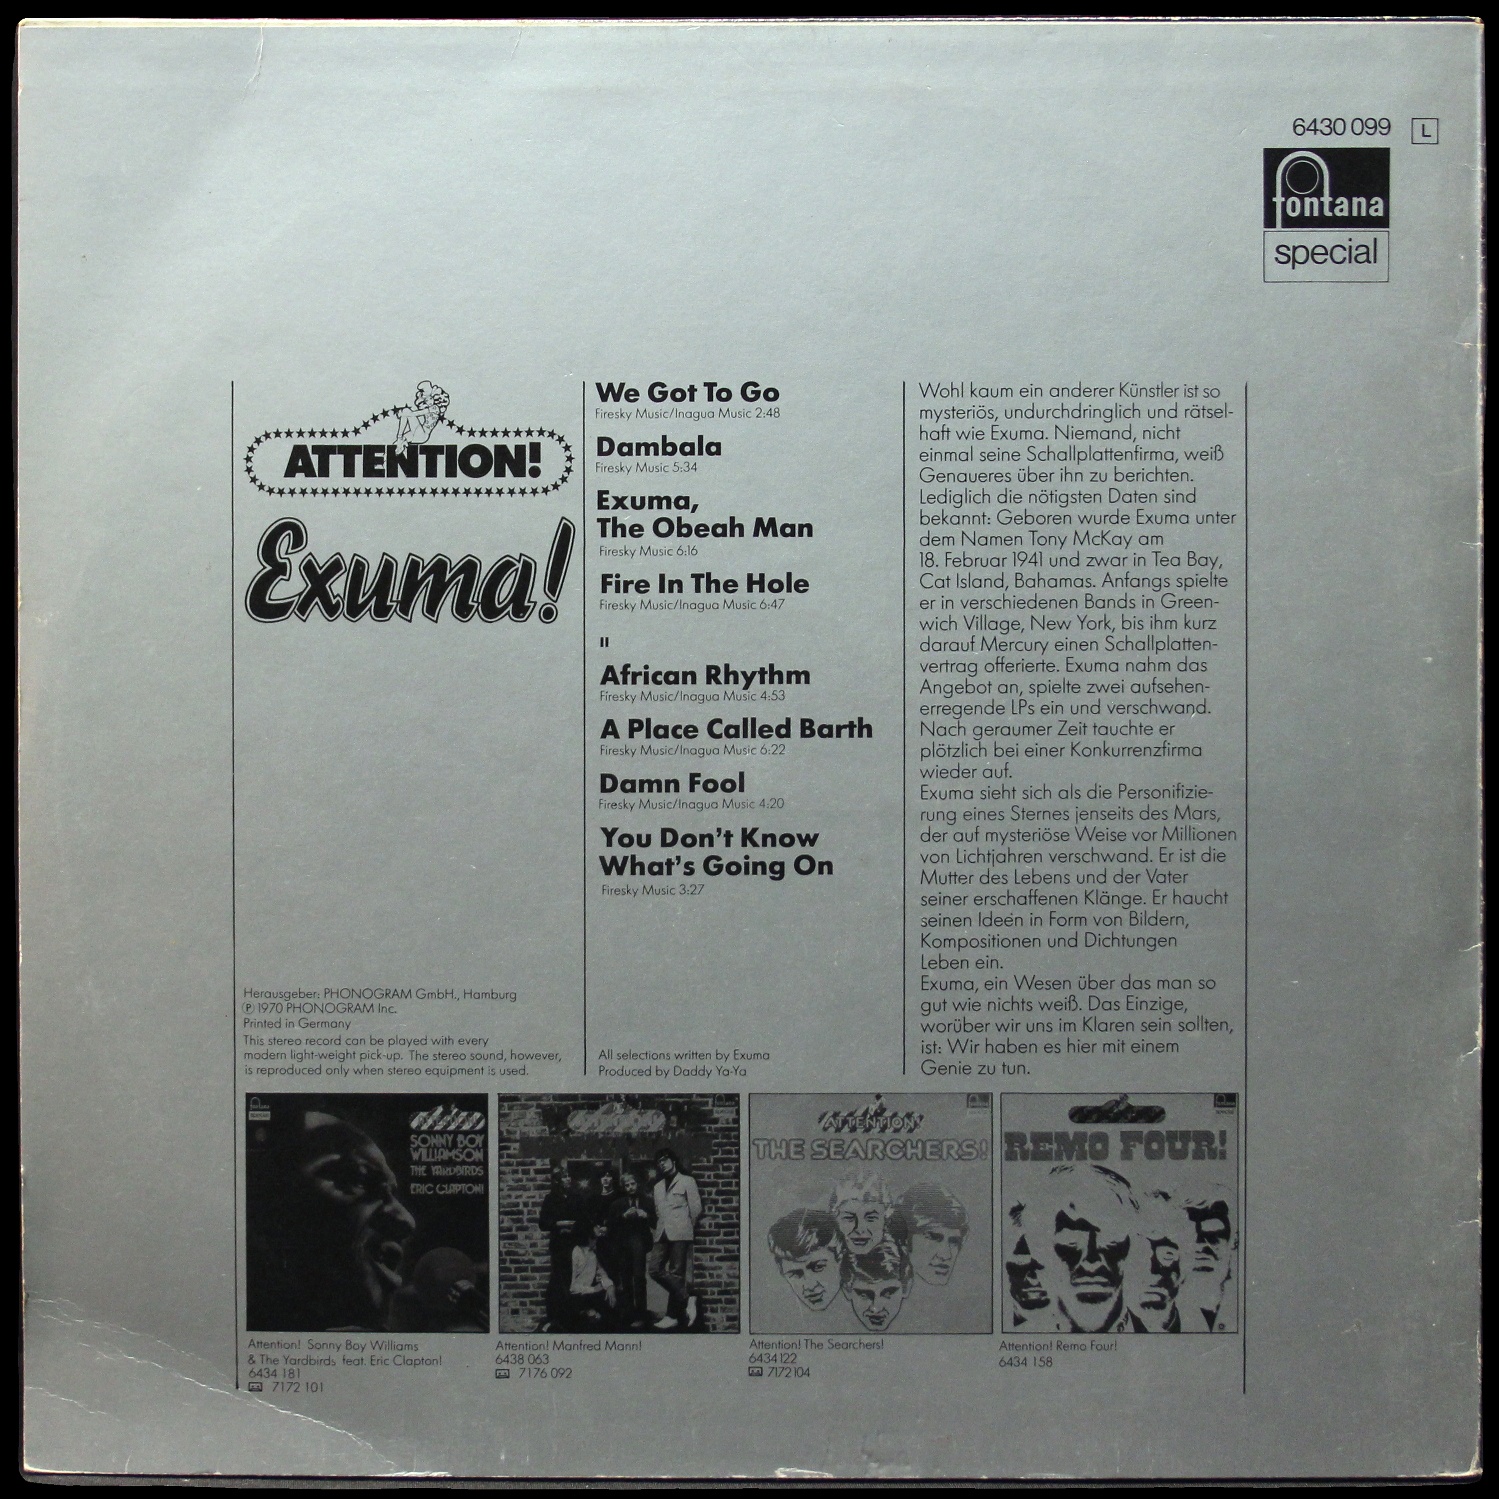 6430 099 L
fontana
special
ATTENTION!
Exuma!
Herausgeber: PHONOGRAM GmbH., Hamburg
Ⓟ 1970 PHONOGRAM Inc.
Printed in Germany
This stereo record can be played with every
modern light-weight pick-up. The stereo sound, however,
is reproduced only when stereo equipment is used.
We Got To Go
Firesky Music/Inagua Music 2:48
Dambala
Firesky Music 5:34
Exuma,
The Obeah Man
Firesky Music 6:16
Fire In The Hole
Firesky Music/Inagua Music 6:47
II
African Rhythm
Firesky Music/Inagua Music 4:53
A Place Called Barth
Firesky Music/Inagua Music 6:22
Damn Fool
Firesky Music/Inagua Music 4:20
You Don't Know
What's Going On
Firesky Music 3:27
All selections written by Exuma
Produced by Daddy Ya-Ya
Wohl kaum ein anderer Künstler ist so
mysteriös, undurchdringlich und rätsel-
haft wie Exuma. Niemand, nicht
einmal seine Schallplattenfirma, weiß
Genaueres über ihn zu berichten.
Lediglich die nötigsten Daten sind
bekannt: Geboren wurde Exuma unter
dem Namen Tony McKay am
18. Februar 1941 und zwar in Tea Bay,
Cat Island, Bahamas. Anfangs spielte
er in verschiedenen Bands in Green-
wich Village, New York, bis ihm kurz
darauf Mercury einen Schallplatten-
vertrag offerierte. Exuma nahm das
Angebot an, spielte zwei aufsehen-
erregende LPs ein und verschwand.
Nach geraumer Zeit tauchte er
plötzlich bei einer Konkurrenzfirma
wieder auf.
Exuma sieht sich als die Personifizie-
rung eines Sternes jenseits des Mars,
der auf mysteriöse Weise vor Millionen
von Lichtjahren verschwand. Er ist die
Mutter des Lebens und der Vater
seiner erschaffenen Klänge. Er haucht
seinen Ideen in Form von Bildern,
Kompositionen und Dichtungen
Leben ein.
Exuma, ein Wesen über das man so
gut wie nichts weiß. Das Einzige,
worüber wir uns im Klaren sein sollten,
ist: Wir haben es hier mit einem
Genie zu tun.
SONNY BOY
WILLIAMSON
THE YARDBIRDS
ERIC CLAPTON!
ATTENTION!
THE SEARCHERS!
REMO FOUR!
Attention! Sonny Boy Williams
& The Yardbirds feat. Eric Clapton!
6434 181
7172 101
Attention! Manfred Mann!
6438 063
7176 092
Attention! The Searchers!
6434 122
7172 104
Attention! Remo Four!
6434 158